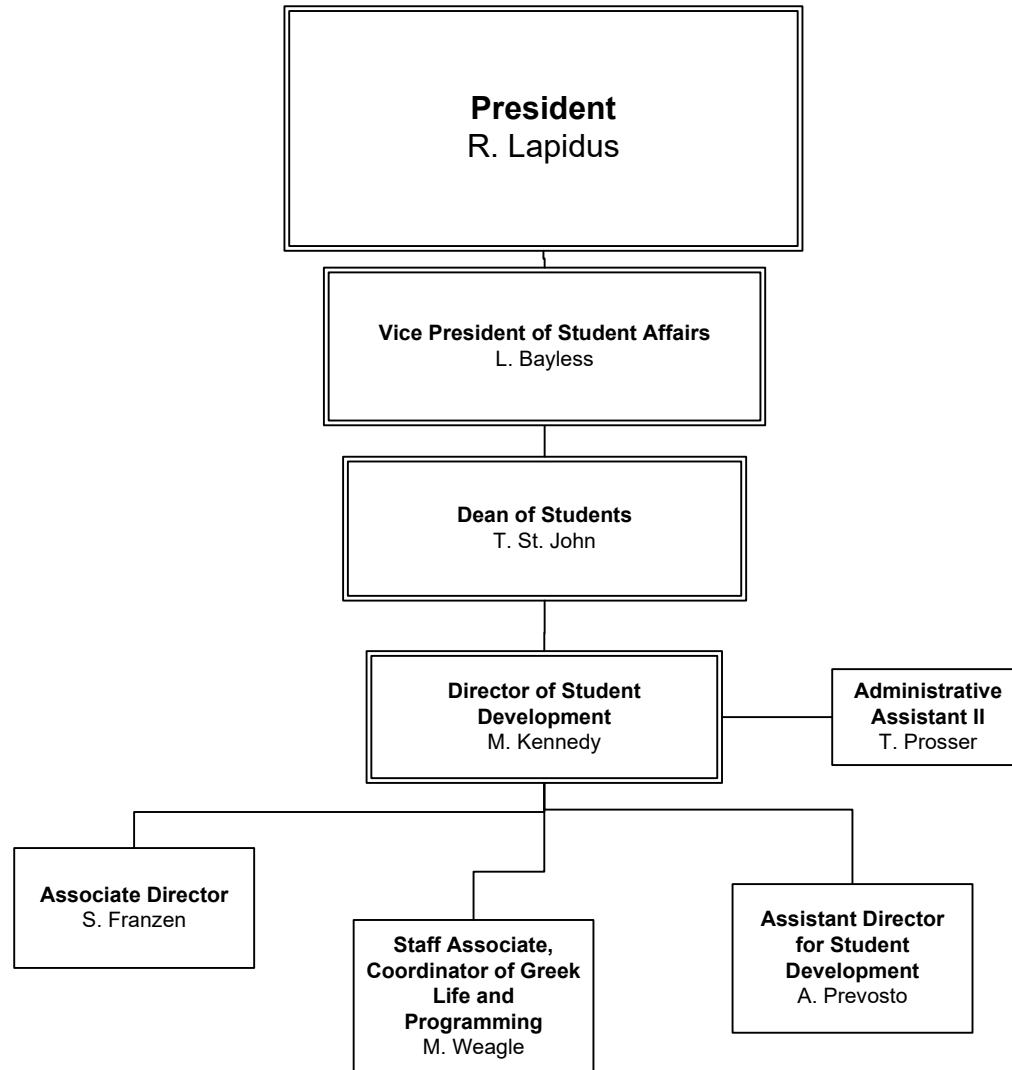 President
R. Lapidus
Vice President of Student Affairs
L. Bayless
Dean of Students
T. St. John
Director of Student
Development
M. Kennedy
Administrative
Assistant II
T. Prosser
Associate Director
S. Franzen
Staff Associate,
Coordinator of Greek
Life and
Programming
M. Weagle
Assistant Director
for Student
Development
A. Prevosto